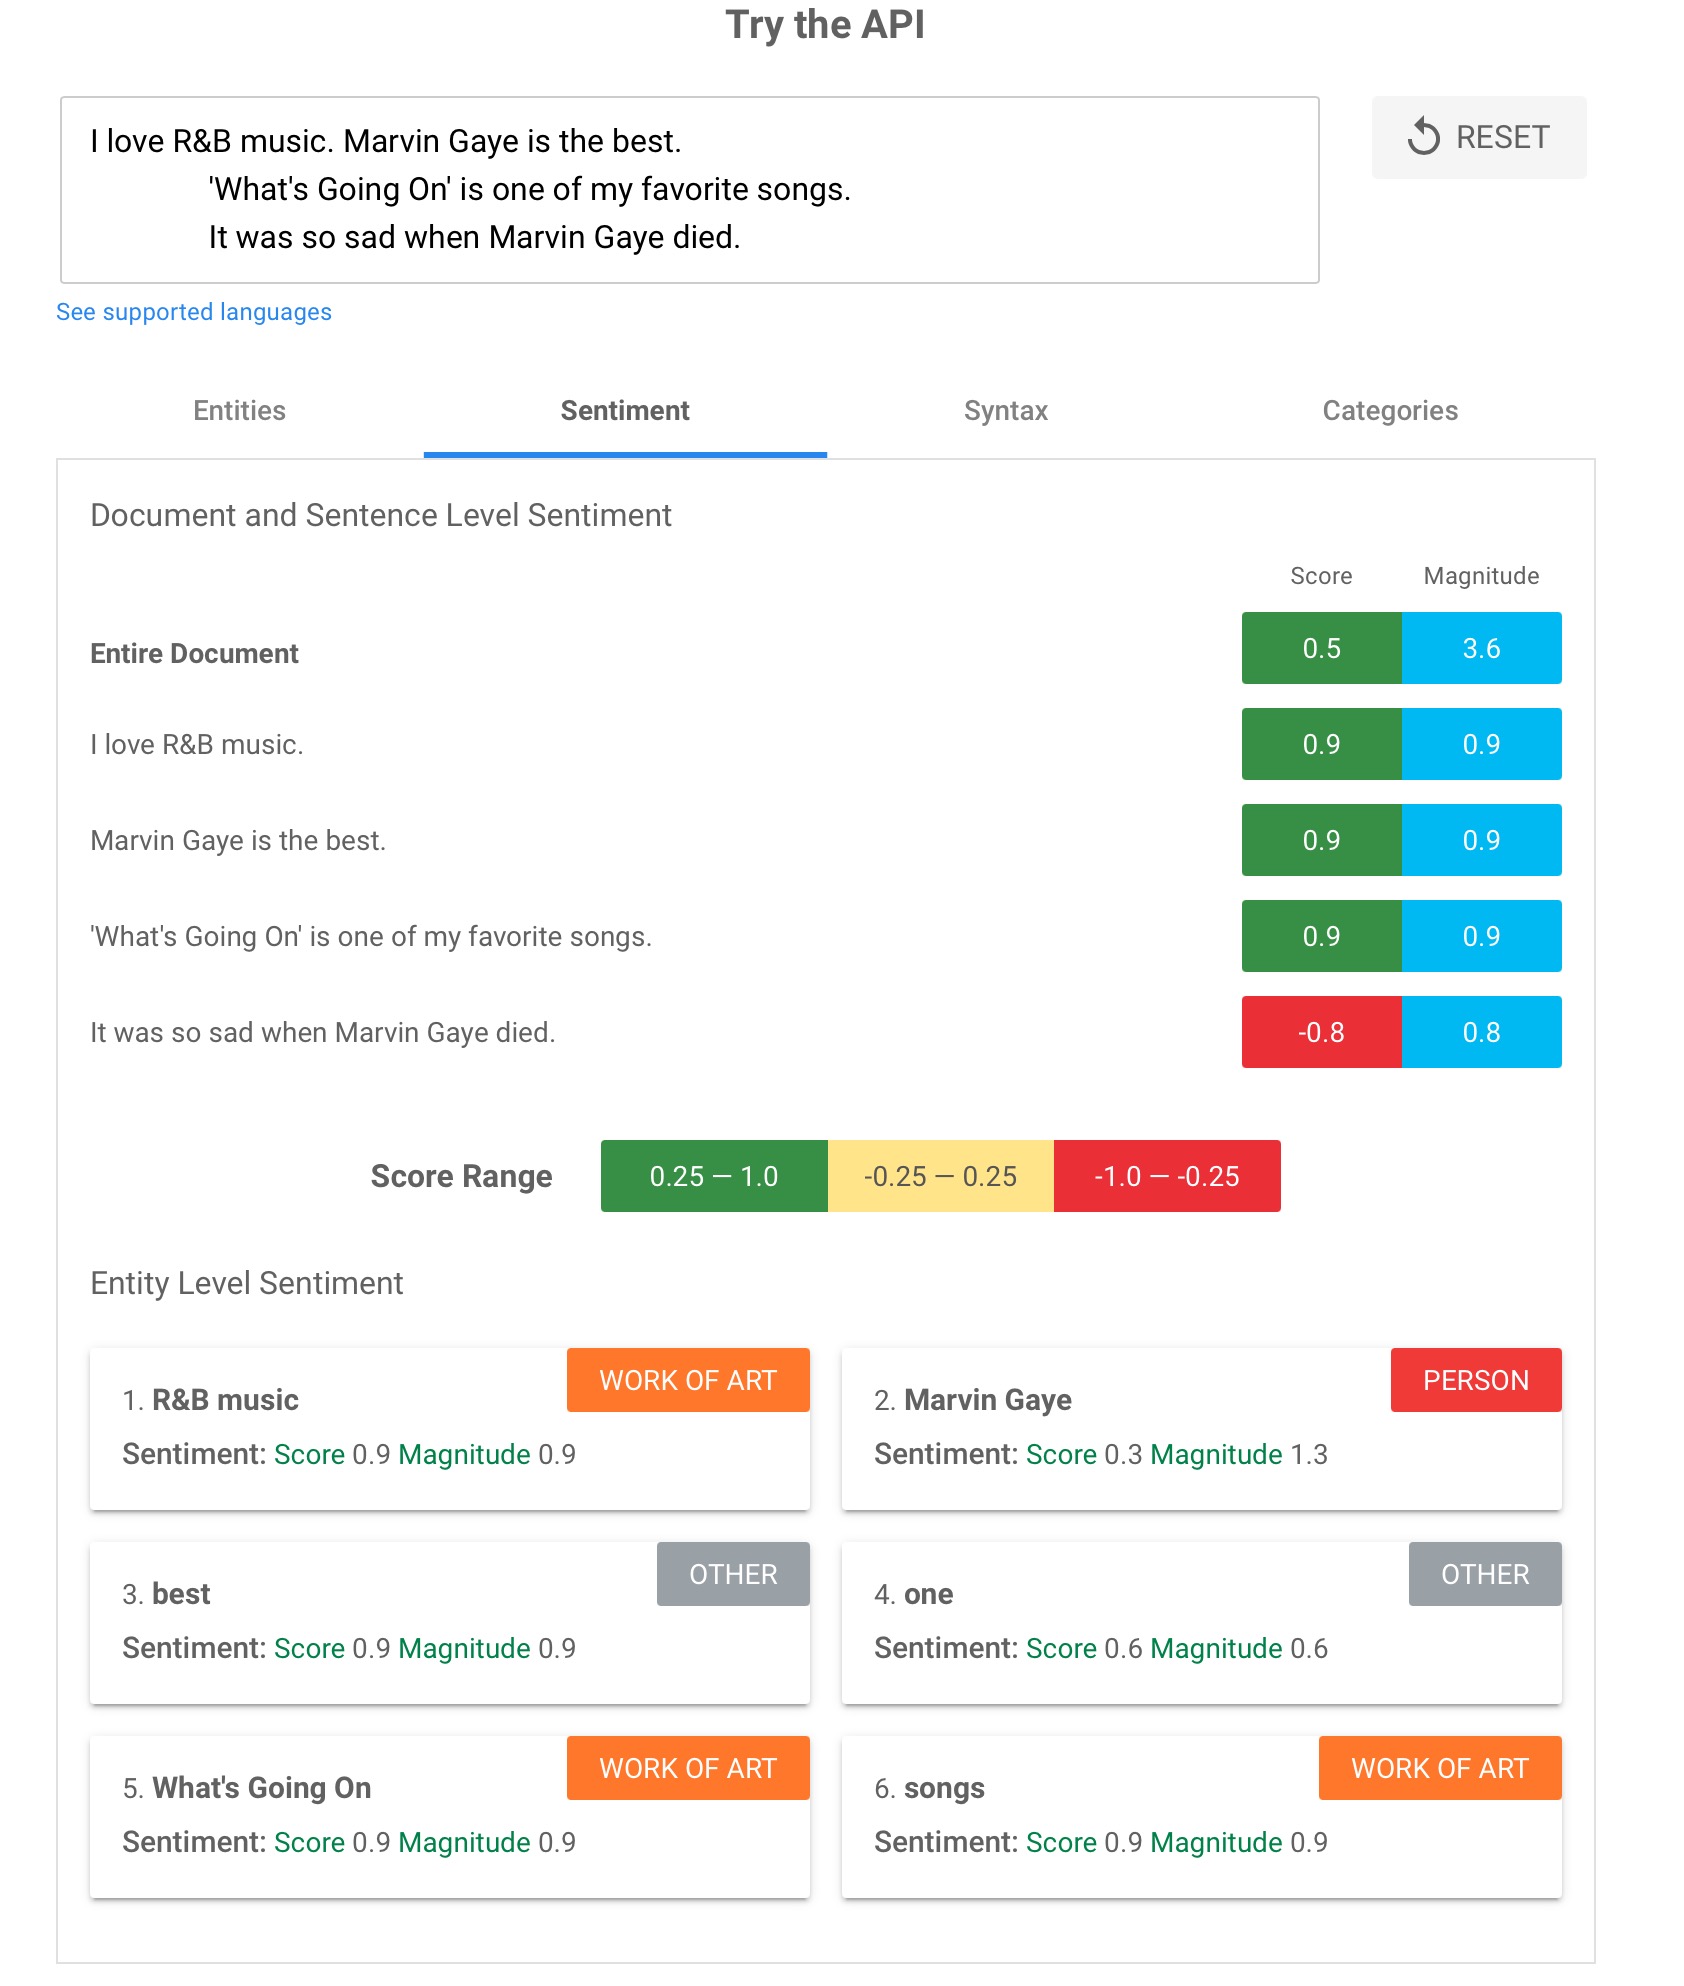 Try the API
I love R&B music. Marvin Gaye is the best.
'What's Going On' is one of my favorite songs.
It was so sad when Marvin Gaye died.
RESET
See supported languages
Entities Sentiment Syntax Categories
Document and Sentence Level Sentiment
Score Magnitude
Entire Document 0.5 3.6
I love R&B music. 0.9 0.9
Marvin Gaye is the best. 0.9 0.9
'What's Going On' is one of my favorite songs. 0.9 0.9
It was so sad when Marvin Gaye died. -0.8 0.8
Score Range 0.25 — 1.0 -0.25 — 0.25 -1.0 — -0.25
Entity Level Sentiment
1. R&B music WORK OF ART
Sentiment: Score 0.9 Magnitude 0.9
2. Marvin Gaye PERSON
Sentiment: Score 0.3 Magnitude 1.3
3. best OTHER
Sentiment: Score 0.9 Magnitude 0.9
4. one OTHER
Sentiment: Score 0.6 Magnitude 0.6
5. What's Going On WORK OF ART
Sentiment: Score 0.9 Magnitude 0.9
6. songs WORK OF ART
Sentiment: Score 0.9 Magnitude 0.9